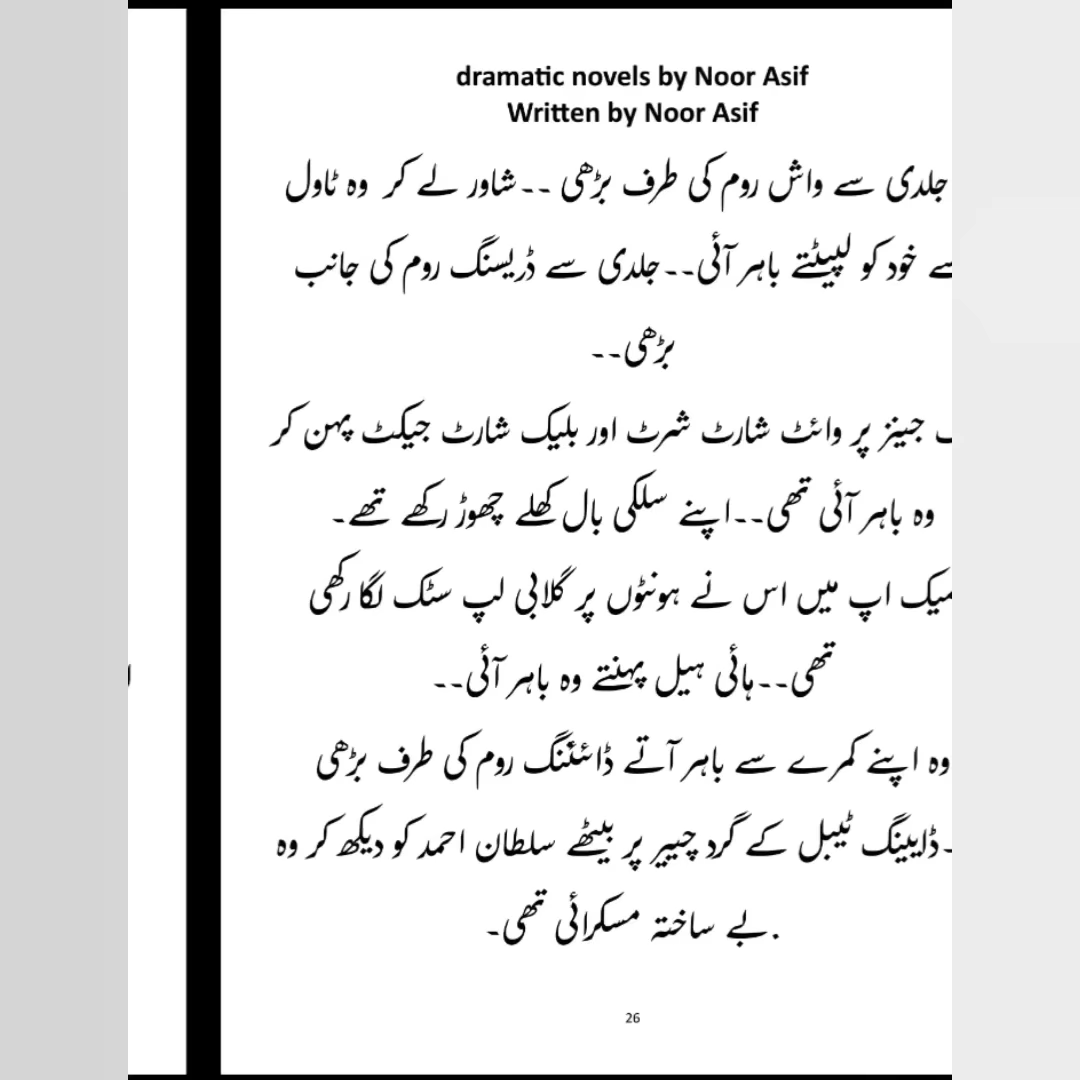 dramatic novels by Noor Asif
Written by Noor Asif
جلدی سے واش روم کی طرف بڑھی ۔۔شاور لے کر وہ ٹاول
سے خود کو لپیٹتے باہر آئی۔۔جلدی سے ڈریسنگ روم کی جانب
بڑھی۔۔
جینز پر وائٹ شارٹ شرٹ اور بلیک شارٹ جیکٹ پہن کر
وہ باہر آئی تھی۔۔اپنے سلکی بال کھلے چھوڑ رکھے تھے۔
میک اپ میں اس نے ہونٹوں پر گلابی لپ سٹک لگا رکھی
تھی۔۔ہائی ہیل پہنتے وہ باہر آئی۔۔
وہ اپنے کمرے سے باہر آتے ڈائننگ روم کی طرف بڑھی
۔ڈایینگ ٹیبل کے گرد چییر پر بیٹھے سلطان احمد کو دیکھ کر وہ
.بے ساختہ مسکرائی تھی۔
26